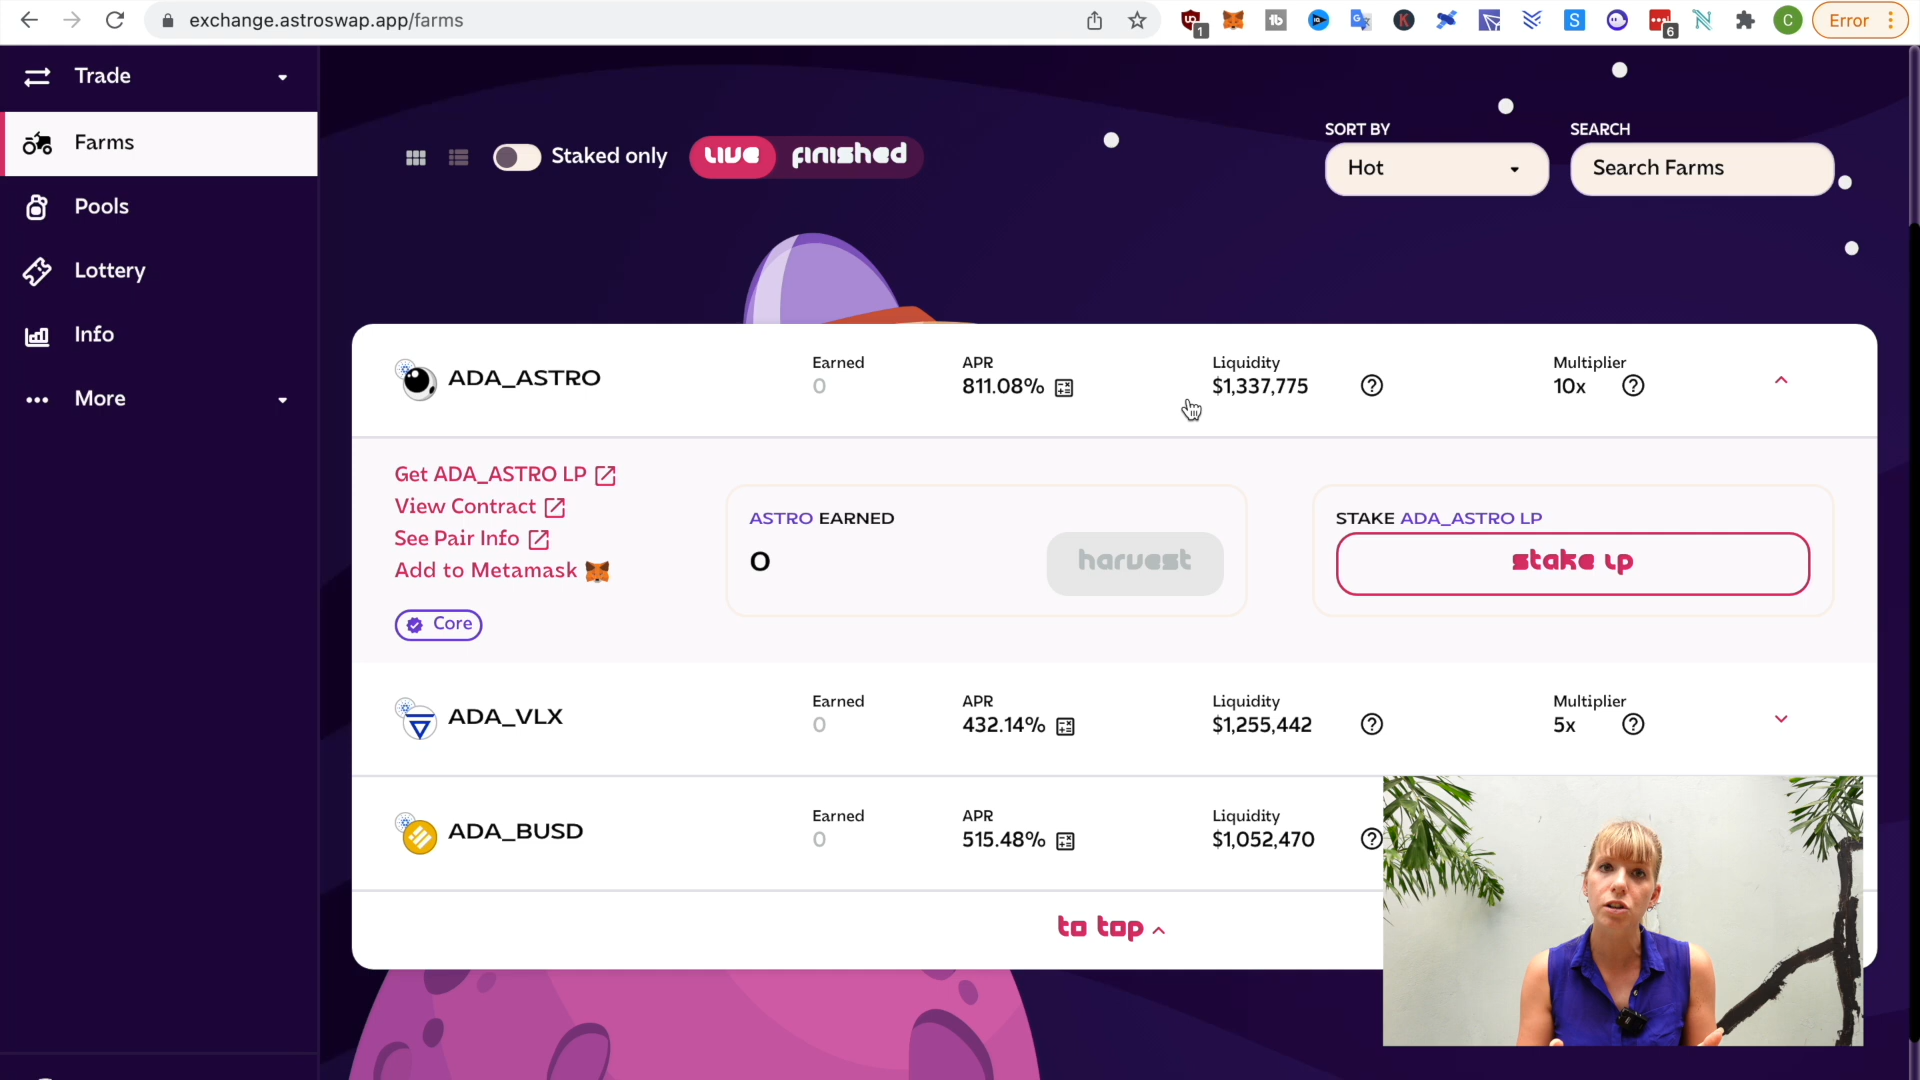 exchange.astroswap.app/farms
1
6
C
Error
Trade
Farms
Pools
Lottery
Info
More
Staked only
live
finished
SORT BY
Hot
SEARCH
Search Farms
ADA_ASTRO
Earned
0
APR
811.08%
Liquidity
$1,337,775
Multiplier
10x
Get ADA_ASTRO LP
View Contract
See Pair Info
Add to Metamask
Core
ASTRO EARNED
0
harvest
STAKE ADA_ASTRO LP
stake lp
ADA_VLX
Earned
0
APR
432.14%
Liquidity
$1,255,442
Multiplier
5x
ADA_BUSD
Earned
0
APR
515.48%
Liquidity
$1,052,470
to top